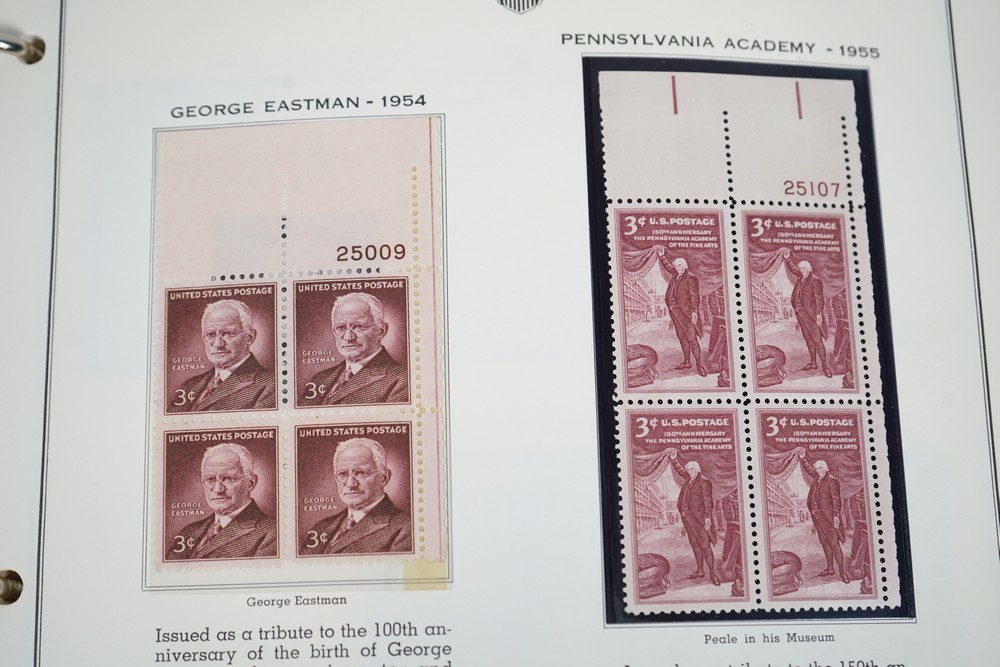 GEORGE EASTMAN - 1954
25009
UNITED STATES POSTAGE
GEORGE
EASTMAN
3¢
UNITED STATES POSTAGE
GEORGE
EASTMAN
3¢
UNITED STATES POSTAGE
GEORGE
EASTMAN
3¢
UNITED STATES POSTAGE
GEORGE
EASTMAN
3¢
George Eastman
Issued as a tribute to the 100th an-
niversary of the birth of George
PENNSYLVANIA ACADEMY - 1955
25107
3¢ U.S. POSTAGE
150TH ANNIVERSARY
THE PENNSYLVANIA ACADEMY
OF THE FINE ARTS
3¢ U.S. POSTAGE
150TH ANNIVERSARY
THE PENNSYLVANIA ACADEMY
OF THE FINE ARTS
3¢ U.S. POSTAGE
150TH ANNIVERSARY
THE PENNSYLVANIA ACADEMY
OF THE FINE ARTS
3¢ U.S. POSTAGE
150TH ANNIVERSARY
THE PENNSYLVANIA ACADEMY
OF THE FINE ARTS
Peale in his Museum